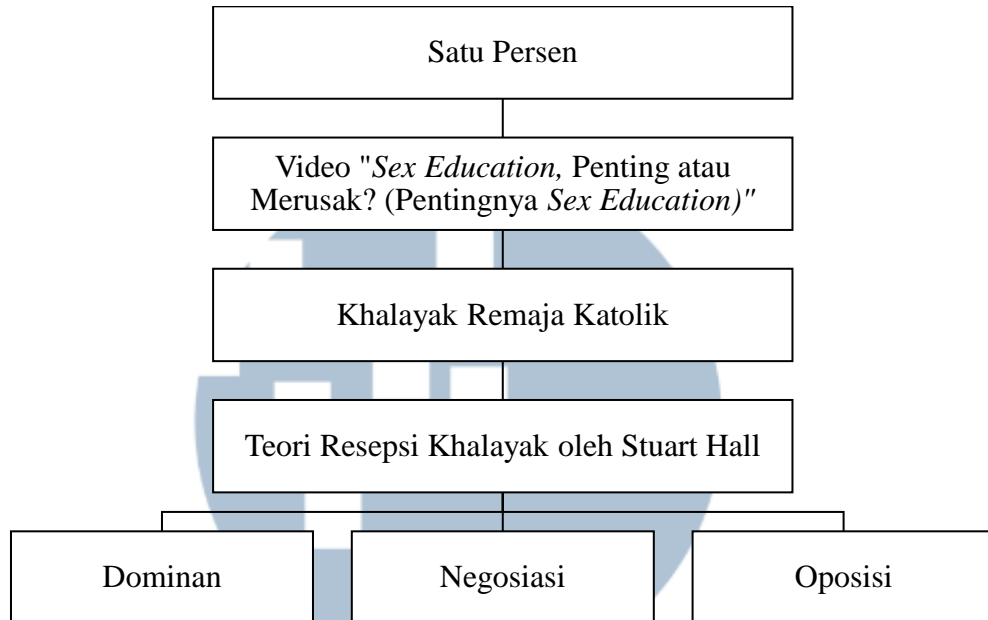 Satu Persen
Video "Sex Education, Penting atau
Merusak? (Pentingnya Sex Education)"
Khalayak Remaja Katolik
Teori Resepsi Khalayak oleh Stuart Hall
Dominan
Negosiasi
Oposisi